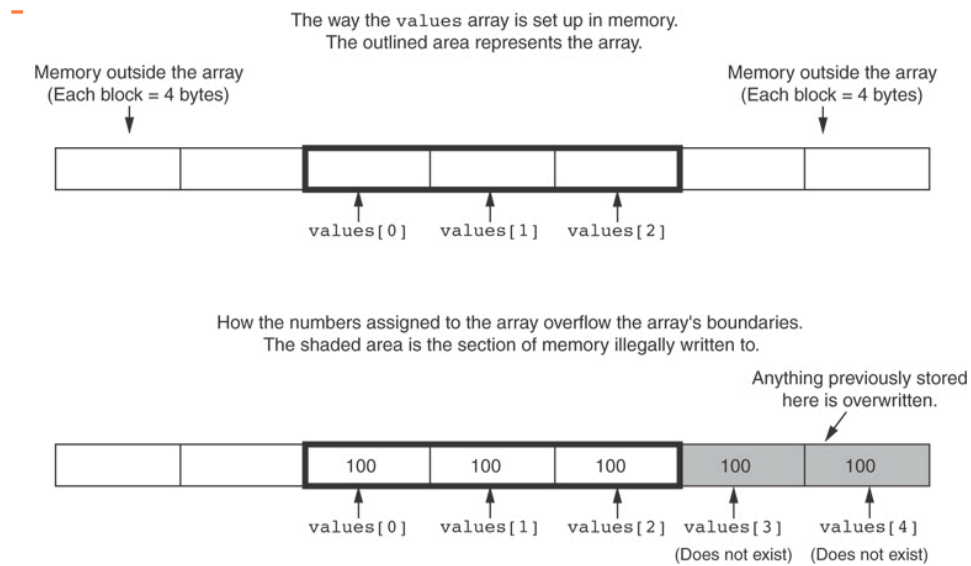 The way the values array is set up in memory.
The outlined area represents the array.
Memory outside the array
(Each block = 4 bytes)
Memory outside the array
(Each block = 4 bytes)
values[0]
values[1]
values[2]
How the numbers assigned to the array overflow the array's boundaries.
The shaded area is the section of memory illegally written to.
Anything previously stored
here is overwritten.
100
100
100
100
100
values[0]
values[1]
values[2]
values[3]
values[4]
(Does not exist)
(Does not exist)